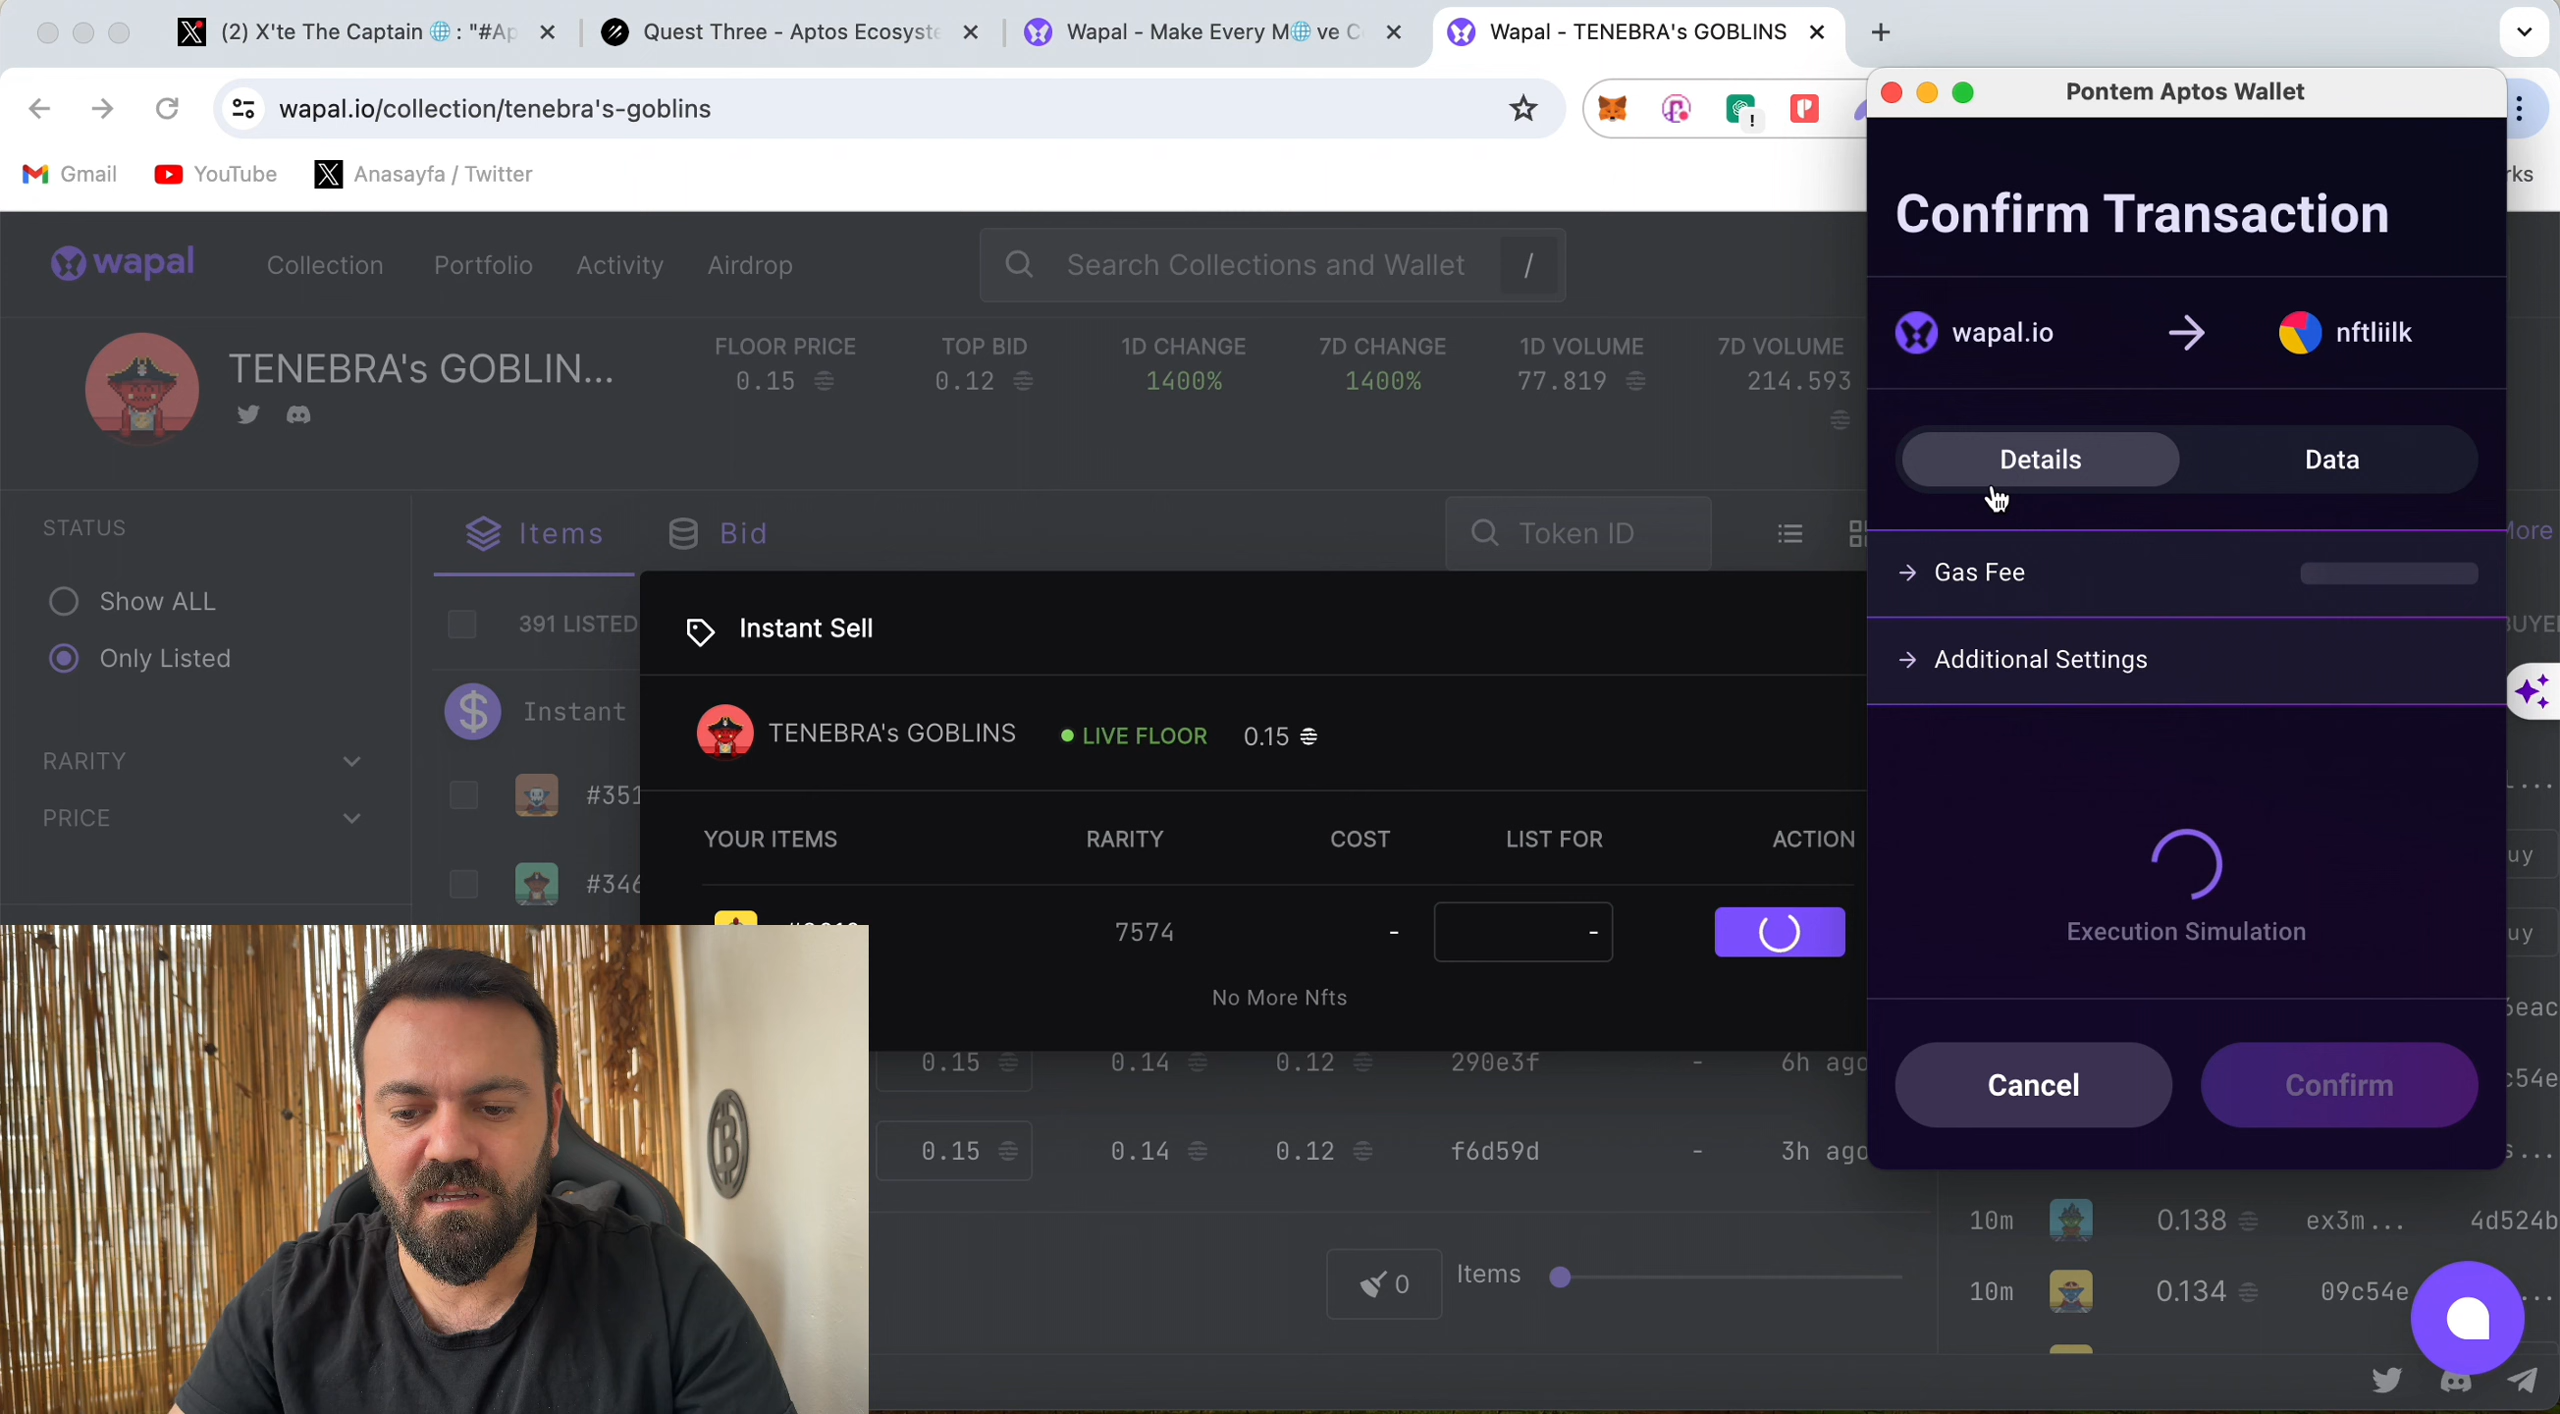 (2) X'te The Captain 🌐 : "#Ap
Quest Three - Aptos Ecosyste
Wapal - Make Every M🌐ve C
Wapal - TENEBRA's GOBLINS
wapal.io/collection/tenebra's-goblins
Gmail
YouTube
Anasayfa / Twitter
rks
wapal
Collection
Portfolio
Activity
Airdrop
Search Collections and Wallet
/
TENEBRA's GOBLIN...
FLOOR PRICE
0.15
TOP BID
0.12
1D CHANGE
1400%
7D CHANGE
1400%
1D VOLUME
77.819
7D VOLUME
214.593
STATUS
Show ALL
Only Listed
RARITY
PRICE
Items
Bid
Token ID
391 LISTED
Instant
#351
#346
Instant Sell
TENEBRA's GOBLINS
LIVE FLOOR
0.15
YOUR ITEMS
RARITY
COST
LIST FOR
ACTION
7574
-
-
No More Nfts
0.15
0.14
0.12
290e3f
-
6h ago
0.15
0.14
0.12
f6d59d
-
3h ago
0
Items
Pontem Aptos Wallet
Confirm Transaction
wapal.io
nftliilk
Details
Data
Gas Fee
Additional Settings
Execution Simulation
Cancel
Confirm
10m
0.138
ex3m...
4d524b
10m
0.134
09c54e